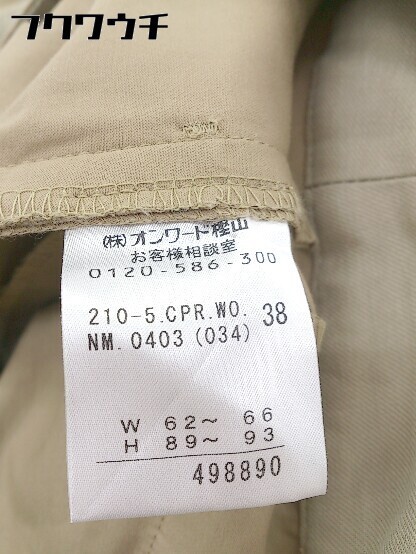 フクワウチ
(株)オンワード樫山
お客様相談室
0120-586-300
210-5.CPR.WO. 38
NM. 0403 (034)
W 62〜 66
H 89〜 93
498890